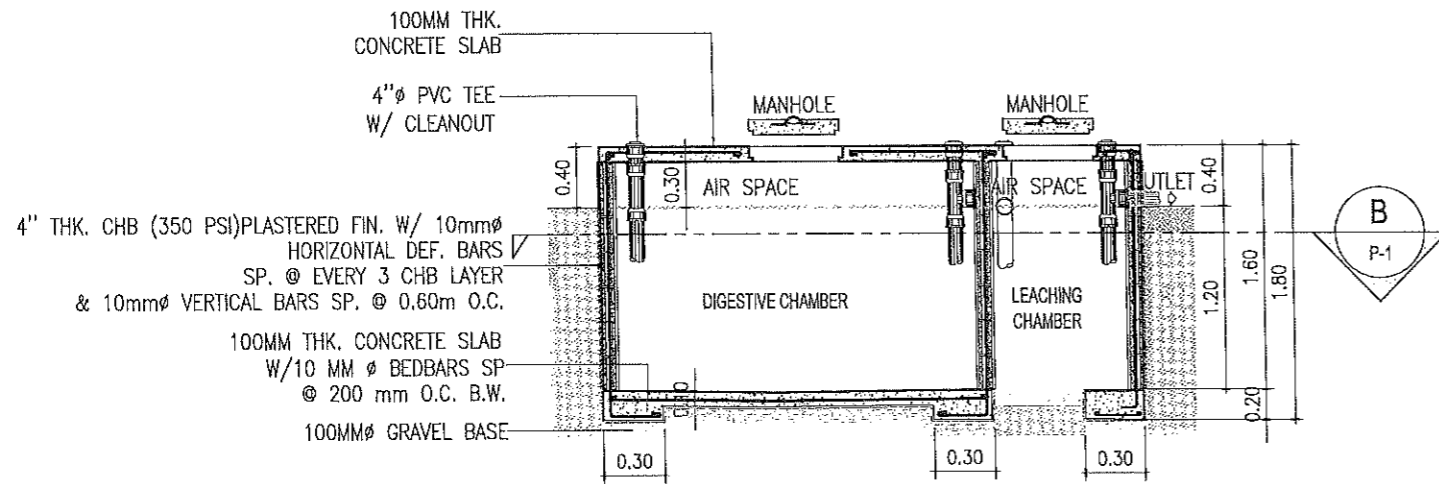 100MM THK.
CONCRETE SLAB
4"ø PVC TEE
W/ CLEANOUT
MANHOLE
MANHOLE
0.40
0.30
AIR SPACE
AIR SPACE
0.40
4" THK. CHB (350 PSI)PLASTERED FIN. W/ 10mmø
HORIZONTAL DEF. BARS
SP. @ EVERY 3 CHB LAYER
& 10mmø VERTICAL BARS SP. @ 0.60m O.C.
B
P-1
DIGESTIVE CHAMBER
LEACHING
CHAMBER
1.20
1.60
1.80
100MM THK. CONCRETE SLAB
W/10 MM ø BEDBARS SP
@ 200 mm O.C. B.W.
0.20
100MMø GRAVEL BASE
0.30
0.30
0.30